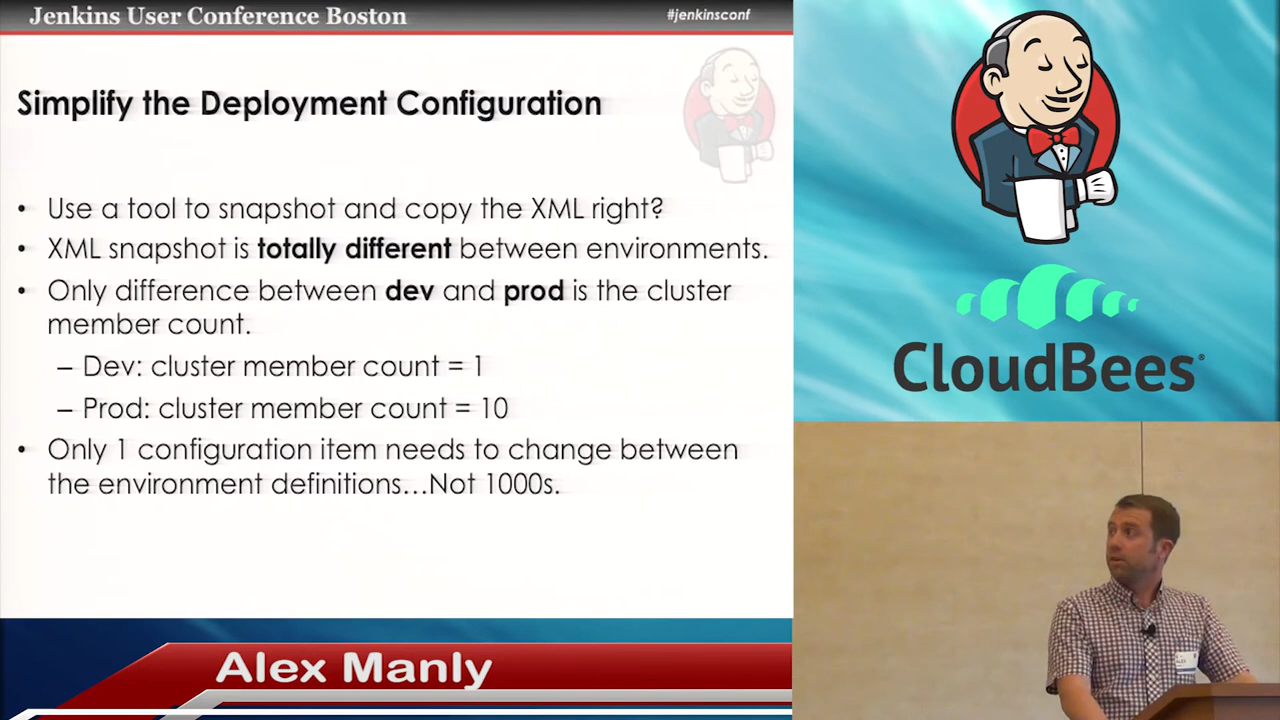 Jenkins User Conference Boston
#jenkinsconf
Simplify the Deployment Configuration
• Use a tool to snapshot and copy the XML right?
• XML snapshot is totally different between environments.
• Only difference between dev and prod is the cluster
member count.
– Dev: cluster member count = 1
– Prod: cluster member count = 10
• Only 1 configuration item needs to change between
the environment definitions…Not 1000s.
CloudBees®
Alex Manly